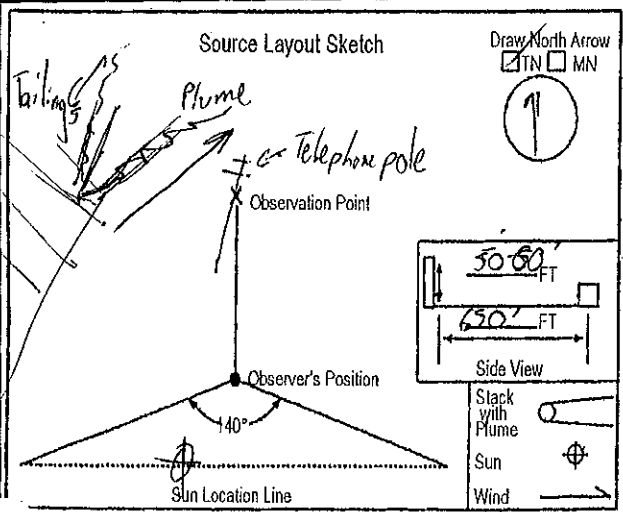 Source Layout Sketch
Draw North Arrow
TN MN
Tailings
Plume
Telephone pole
Observation Point
50-60' FT
650' FT
Side View
Observer's Position
140°
Sun Location Line
Stack
with
Plume
Sun
Wind